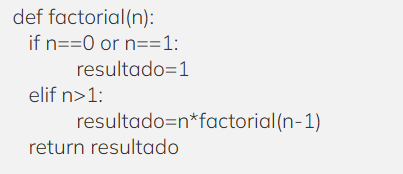 def factorial(n):
if n==0 or n==1:
resultado=1
elif n>1:
resultado=n*factorial(n-1)
return resultado